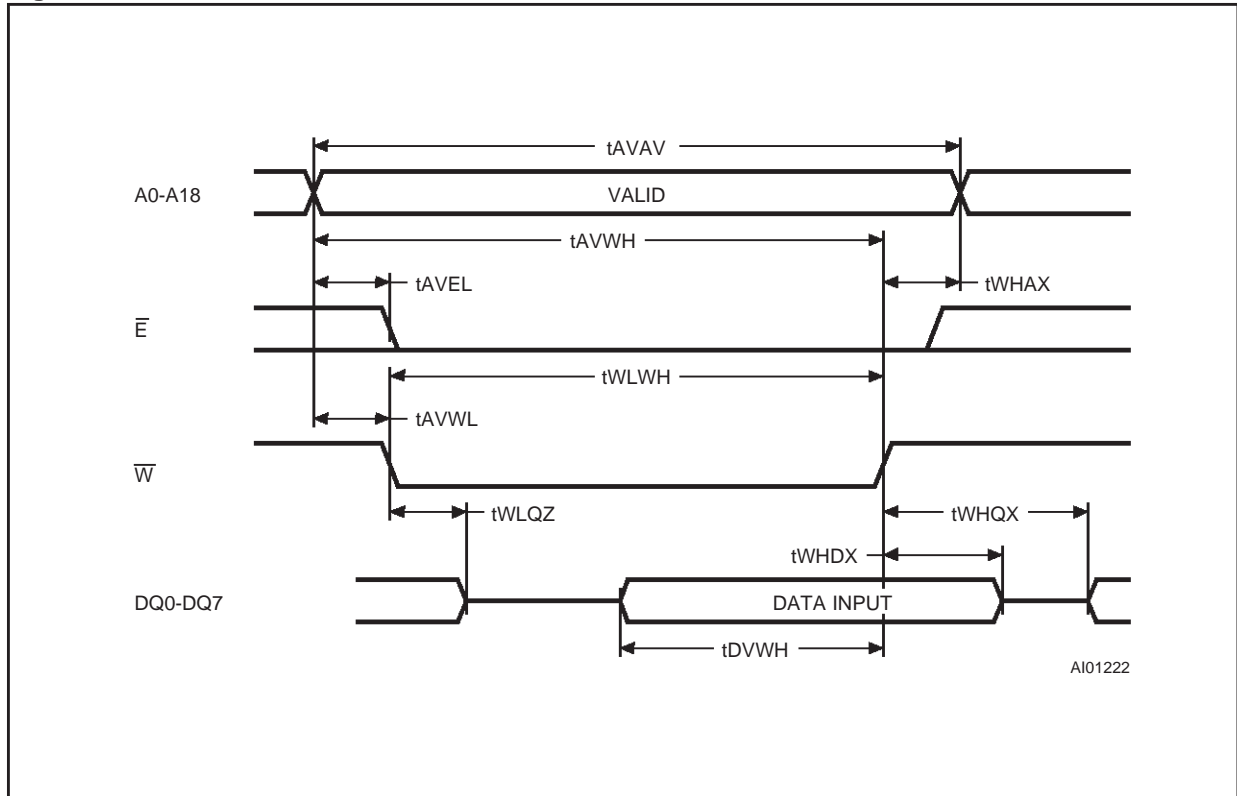 tAVAV
A0-A18
VALID
tAVWH
tAVEL
tWHAX
E̅
tWLWH
tAVWL
W̅
tWLQZ
tWHQX
tWHDX
DQ0-DQ7
DATA INPUT
tDVWH
AI01222